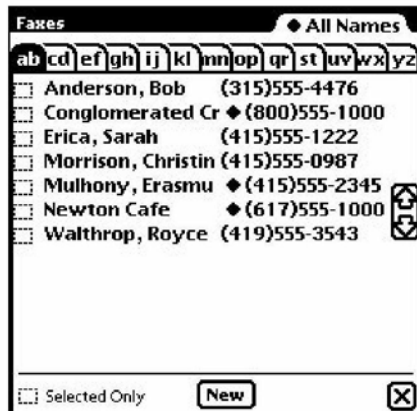 Faxes ◆ All Names
ab cd ef gh ij kl mn op qr st uv wx yz
Anderson, Bob (315)555-4476
Conglomerated Cr ◆ (800)555-1000
Erica, Sarah (415)555-1222
Morrison, Christin (415)555-0987
Mulhony, Erasmu ◆ (415)555-2345
Newton Cafe ◆ (617)555-1000
Walthrop, Royce (419)555-3543
Selected Only New